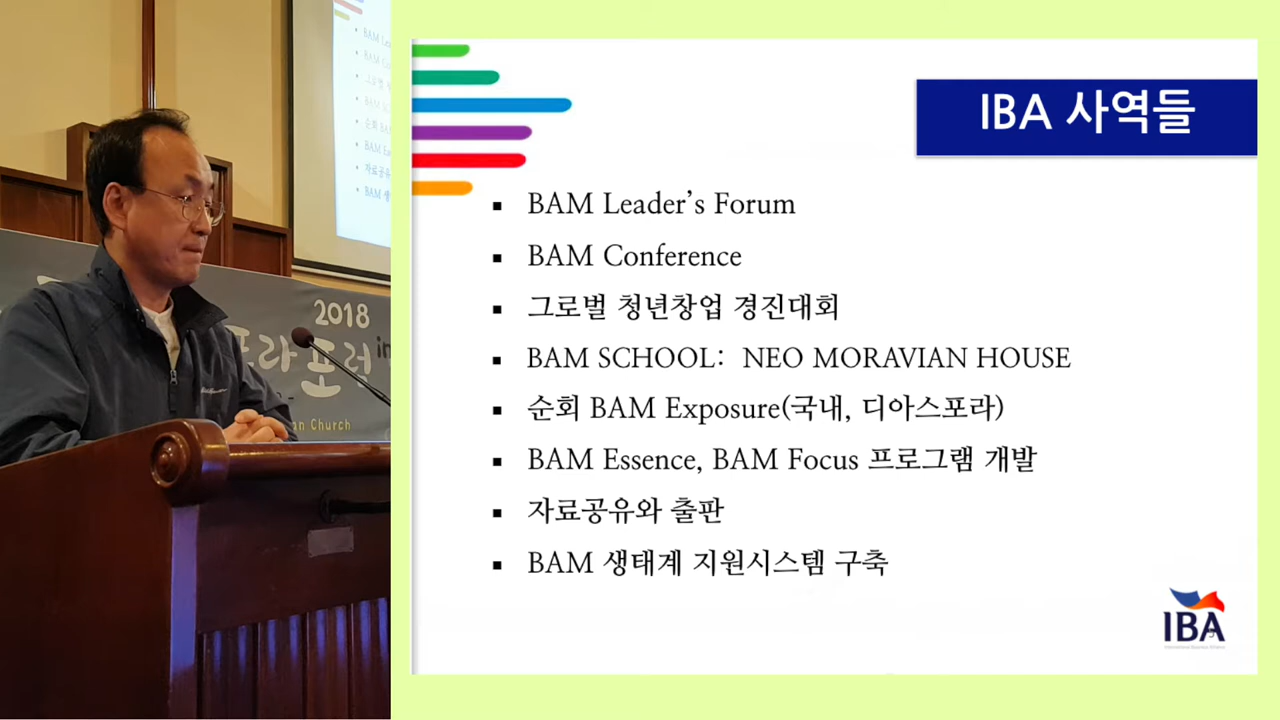 IBA 사역들
BAM Leader's Forum
BAM Conference
그로벌 청년창업 경진대회
BAM SCHOOL: NEO MORAVIAN HOUSE
순회 BAM Exposure(국내, 디아스포라)
BAM Essence, BAM Focus 프로그램 개발
자료공유와 출판
BAM 생태계 지원시스템 구축
IBA
2018
포럼
Church